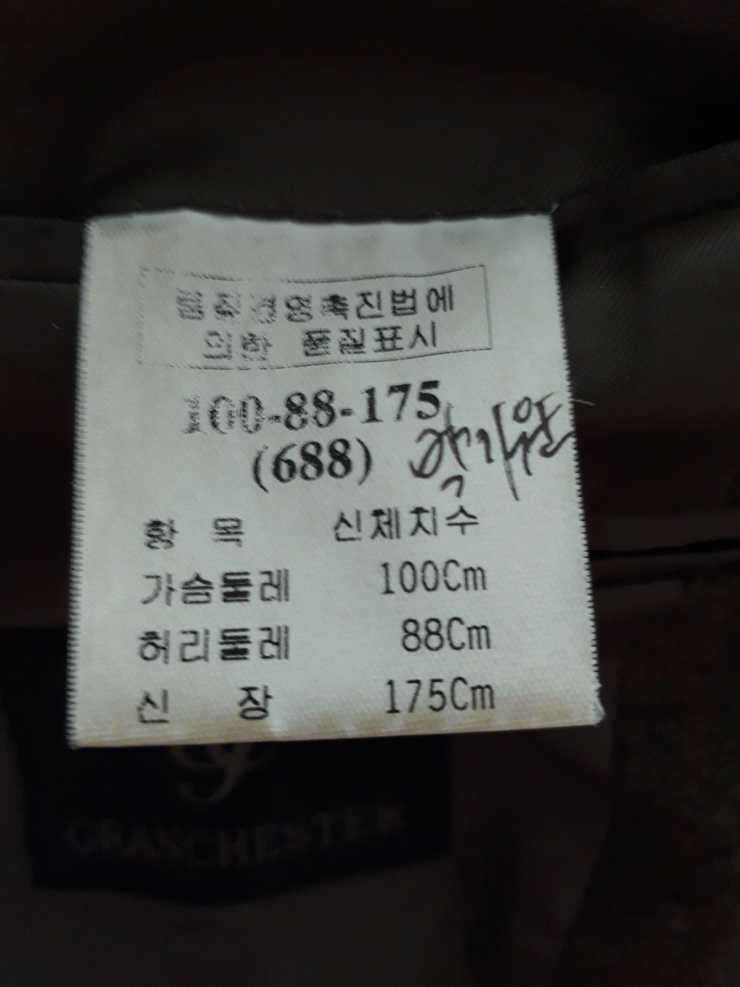 품질경영촉진법에
의한 품질표시
100-88-175
(688)
항 목 신체치수
가슴둘레 100Cm
허리둘레 88Cm
신 장 175Cm
GRANCHESTER